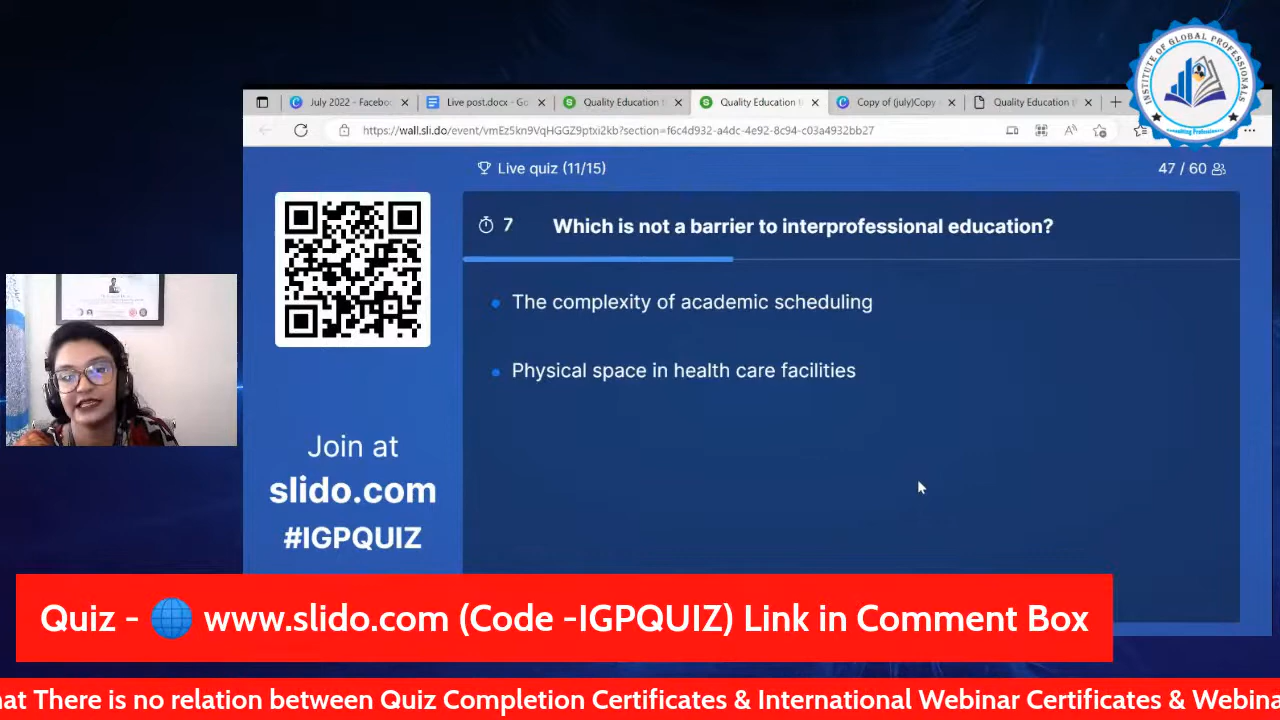 July 2022 - Faceboo
Live post.docx - Go
Quality Education
Quality Education
Copy of (july)Copy
Quality Education
https://wall.sli.do/event/vmEz5kn9VqHGGZ9ptxi2kb?section=f6c4d932-a4dc-4e92-8c94-c03a4932bb27
INSTITUTE OF GLOBAL PROFESSIONALS
Connecting Professionals
Live quiz (11/15)
47 / 60
7 Which is not a barrier to interprofessional education?
The complexity of academic scheduling
Physical space in health care facilities
Join at
slido.com
#IGPQUIZ
Quiz - 🌐 www.slido.com (Code -IGPQUIZ) Link in Comment Box
at There is no relation between Quiz Completion Certificates & International Webinar Certificates & Webina